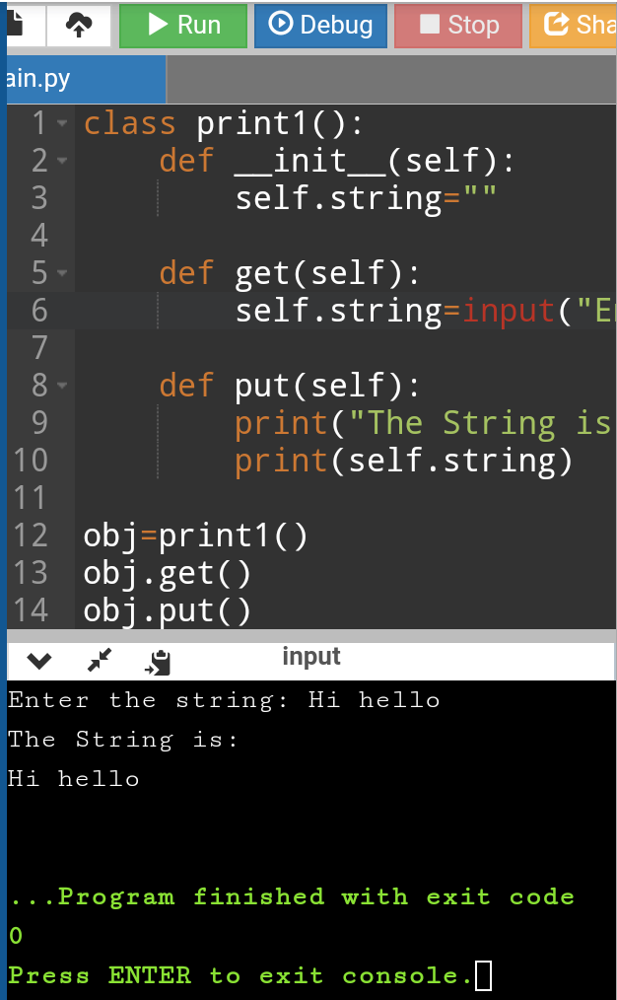 Run Debug Stop Sha
ain.py
1 class print1():
2 def __init__(self):
3 self.string=""
4
5 def get(self):
6 self.string=input("E
7
8 def put(self):
9 print("The String is
10 print(self.string)
11
12 obj=print1()
13 obj.get()
14 obj.put()
input
Enter the string: Hi hello
The String is:
Hi hello
...Program finished with exit code
0
Press ENTER to exit console.